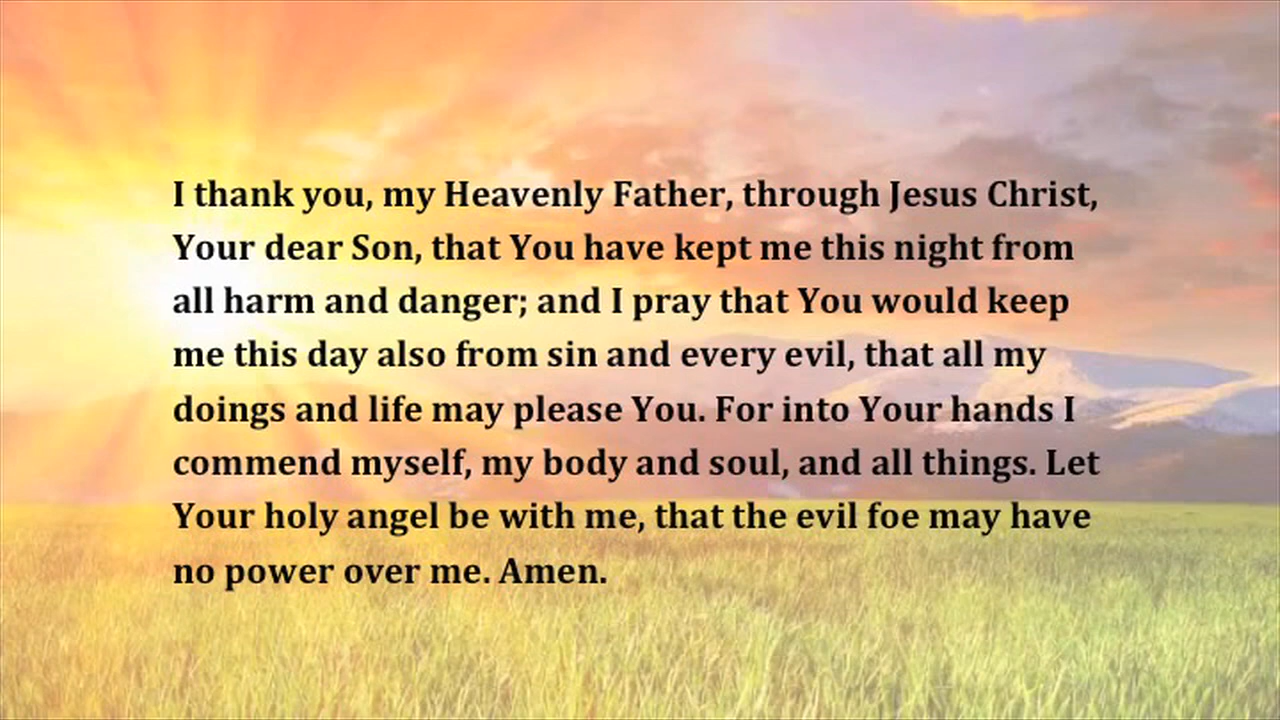 I thank you, my Heavenly Father, through Jesus Christ,
Your dear Son, that You have kept me this night from
all harm and danger; and I pray that You would keep
me this day also from sin and every evil, that all my
doings and life may please You. For into Your hands I
commend myself, my body and soul, and all things. Let
Your holy angel be with me, that the evil foe may have
no power over me. Amen.